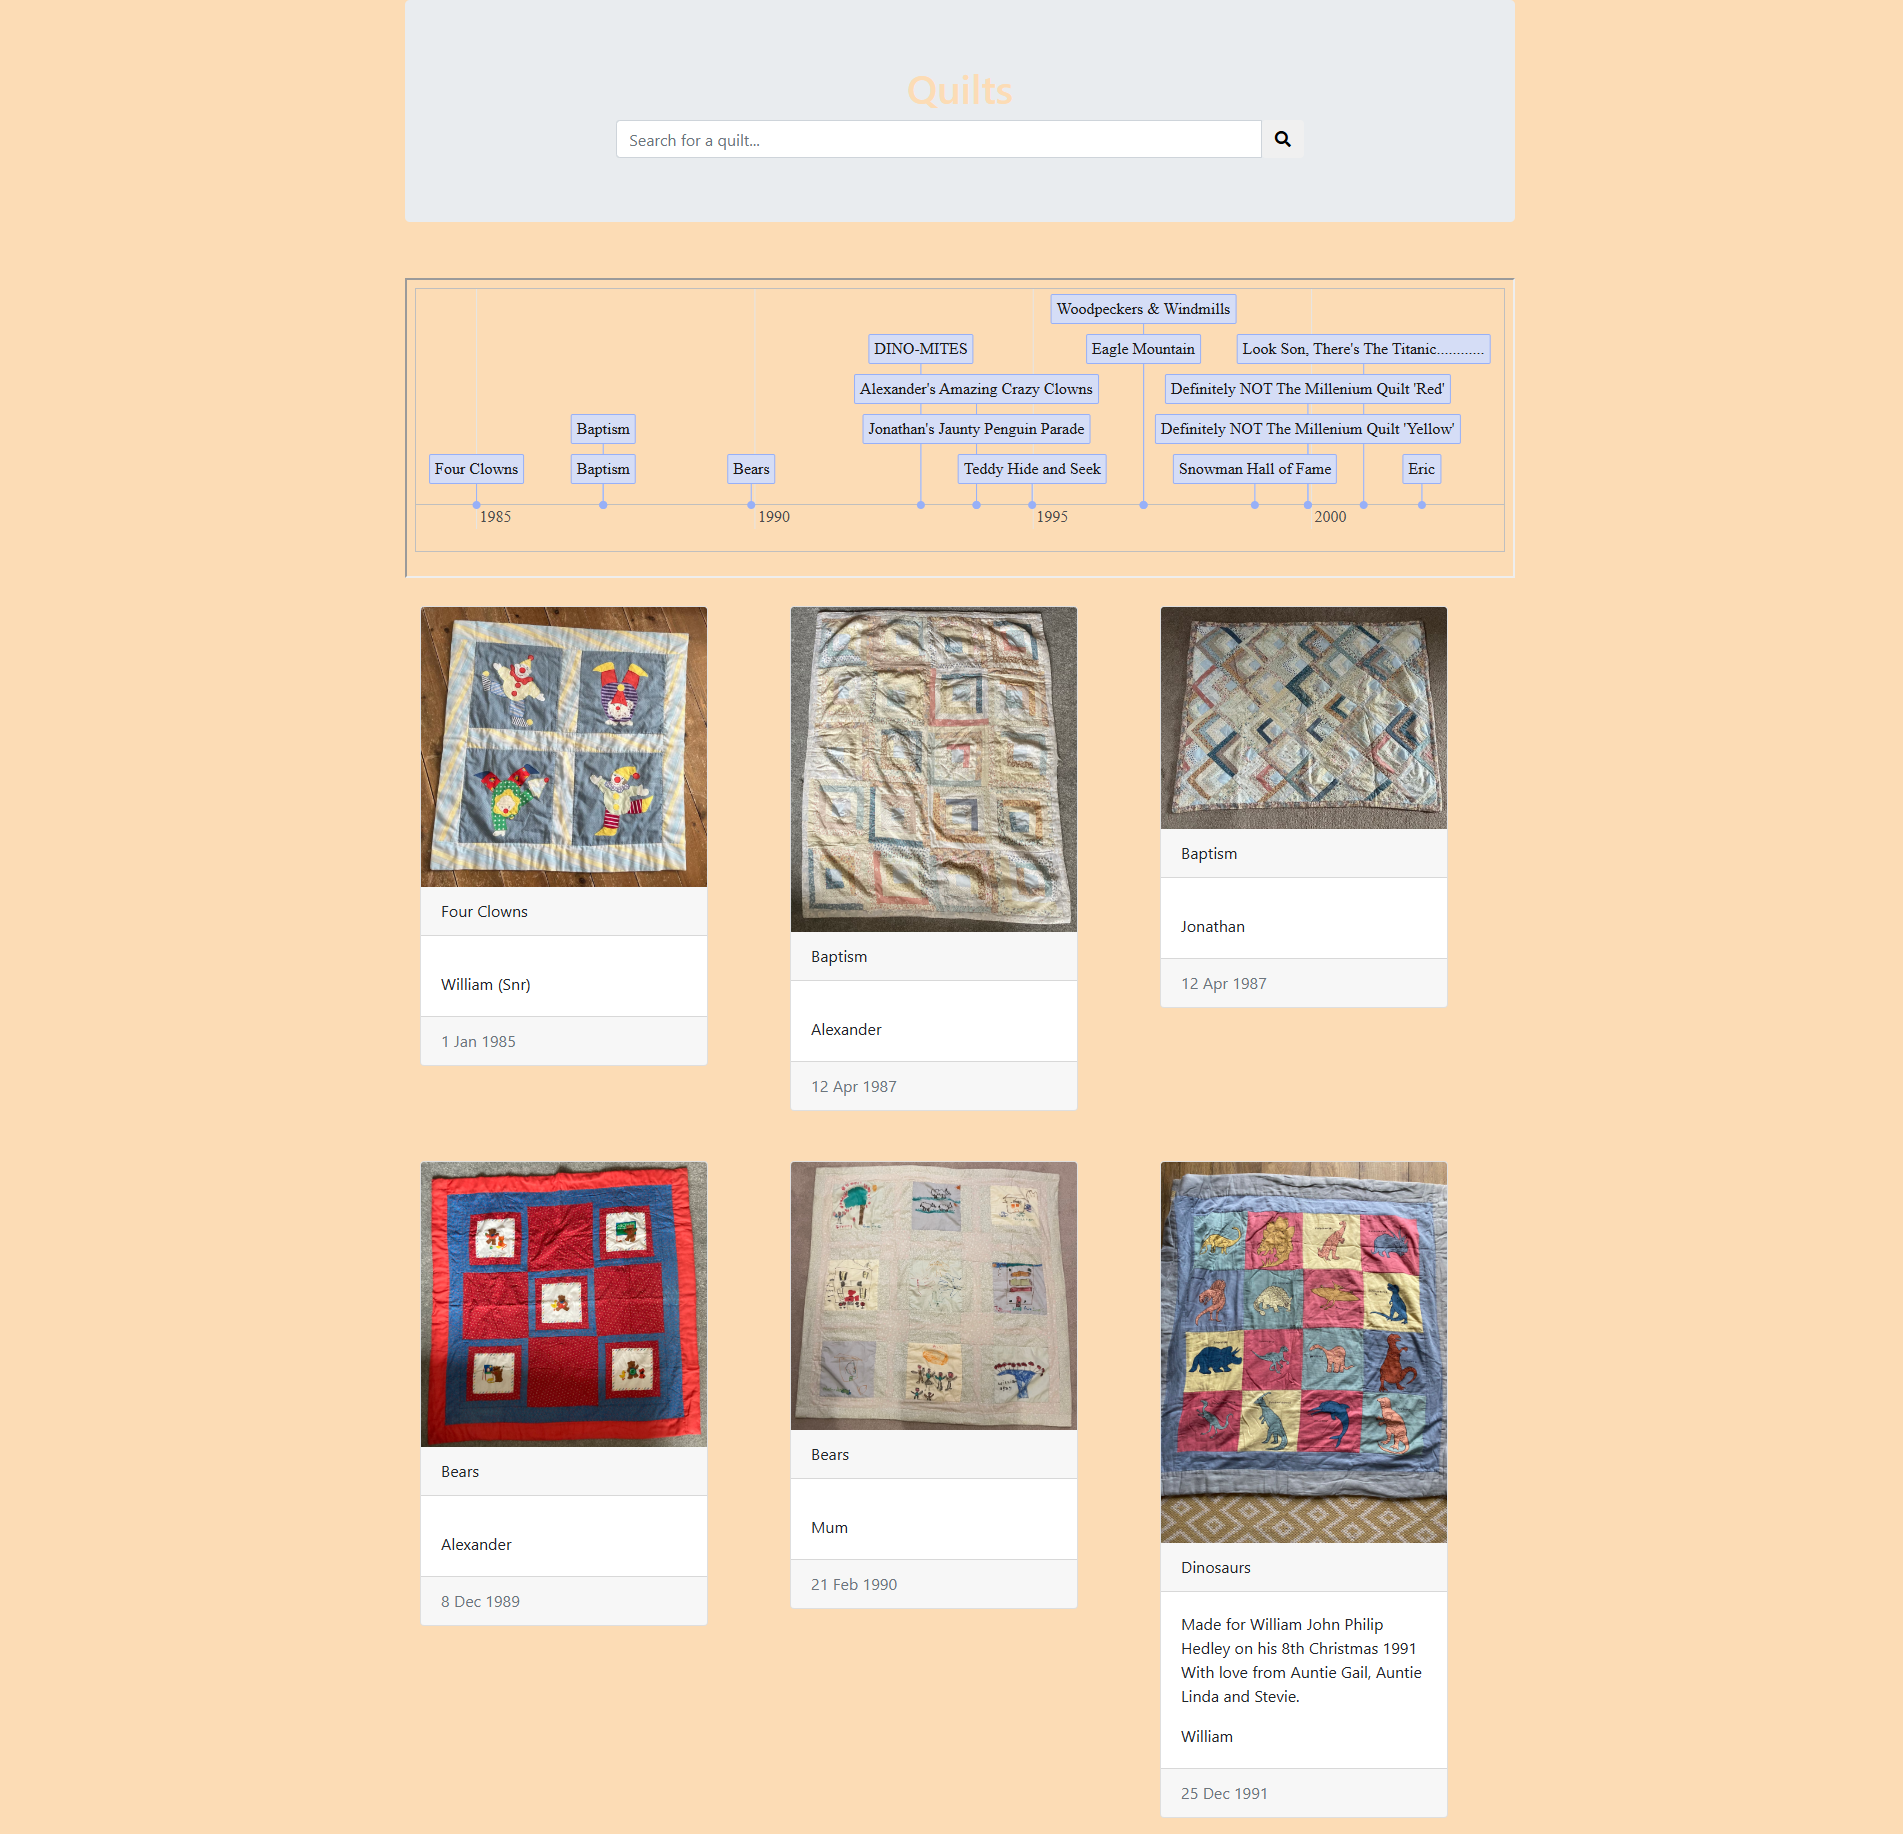 Quilts
Search for a quilt...
Woodpeckers & Windmills
DINO-MITES
Eagle Mountain
Look Son, There's The Titanic............
Alexander's Amazing Crazy Clowns
Definitely NOT The Millenium Quilt 'Red'
Baptism
Jonathan's Jaunty Penguin Parade
Definitely NOT The Millenium Quilt 'Yellow'
Four Clowns
Baptism
Bears
Teddy Hide and Seek
Snowman Hall of Fame
Eric
1985
1990
1995
2000
Four Clowns
William (Snr)
1 Jan 1985
Baptism
Alexander
12 Apr 1987
Baptism
Jonathan
12 Apr 1987
Bears
Alexander
8 Dec 1989
Bears
Mum
21 Feb 1990
Dinosaurs
Made for William John Philip
Hedley on his 8th Christmas 1991
With love from Auntie Gail, Auntie
Linda and Stevie.
William
25 Dec 1991